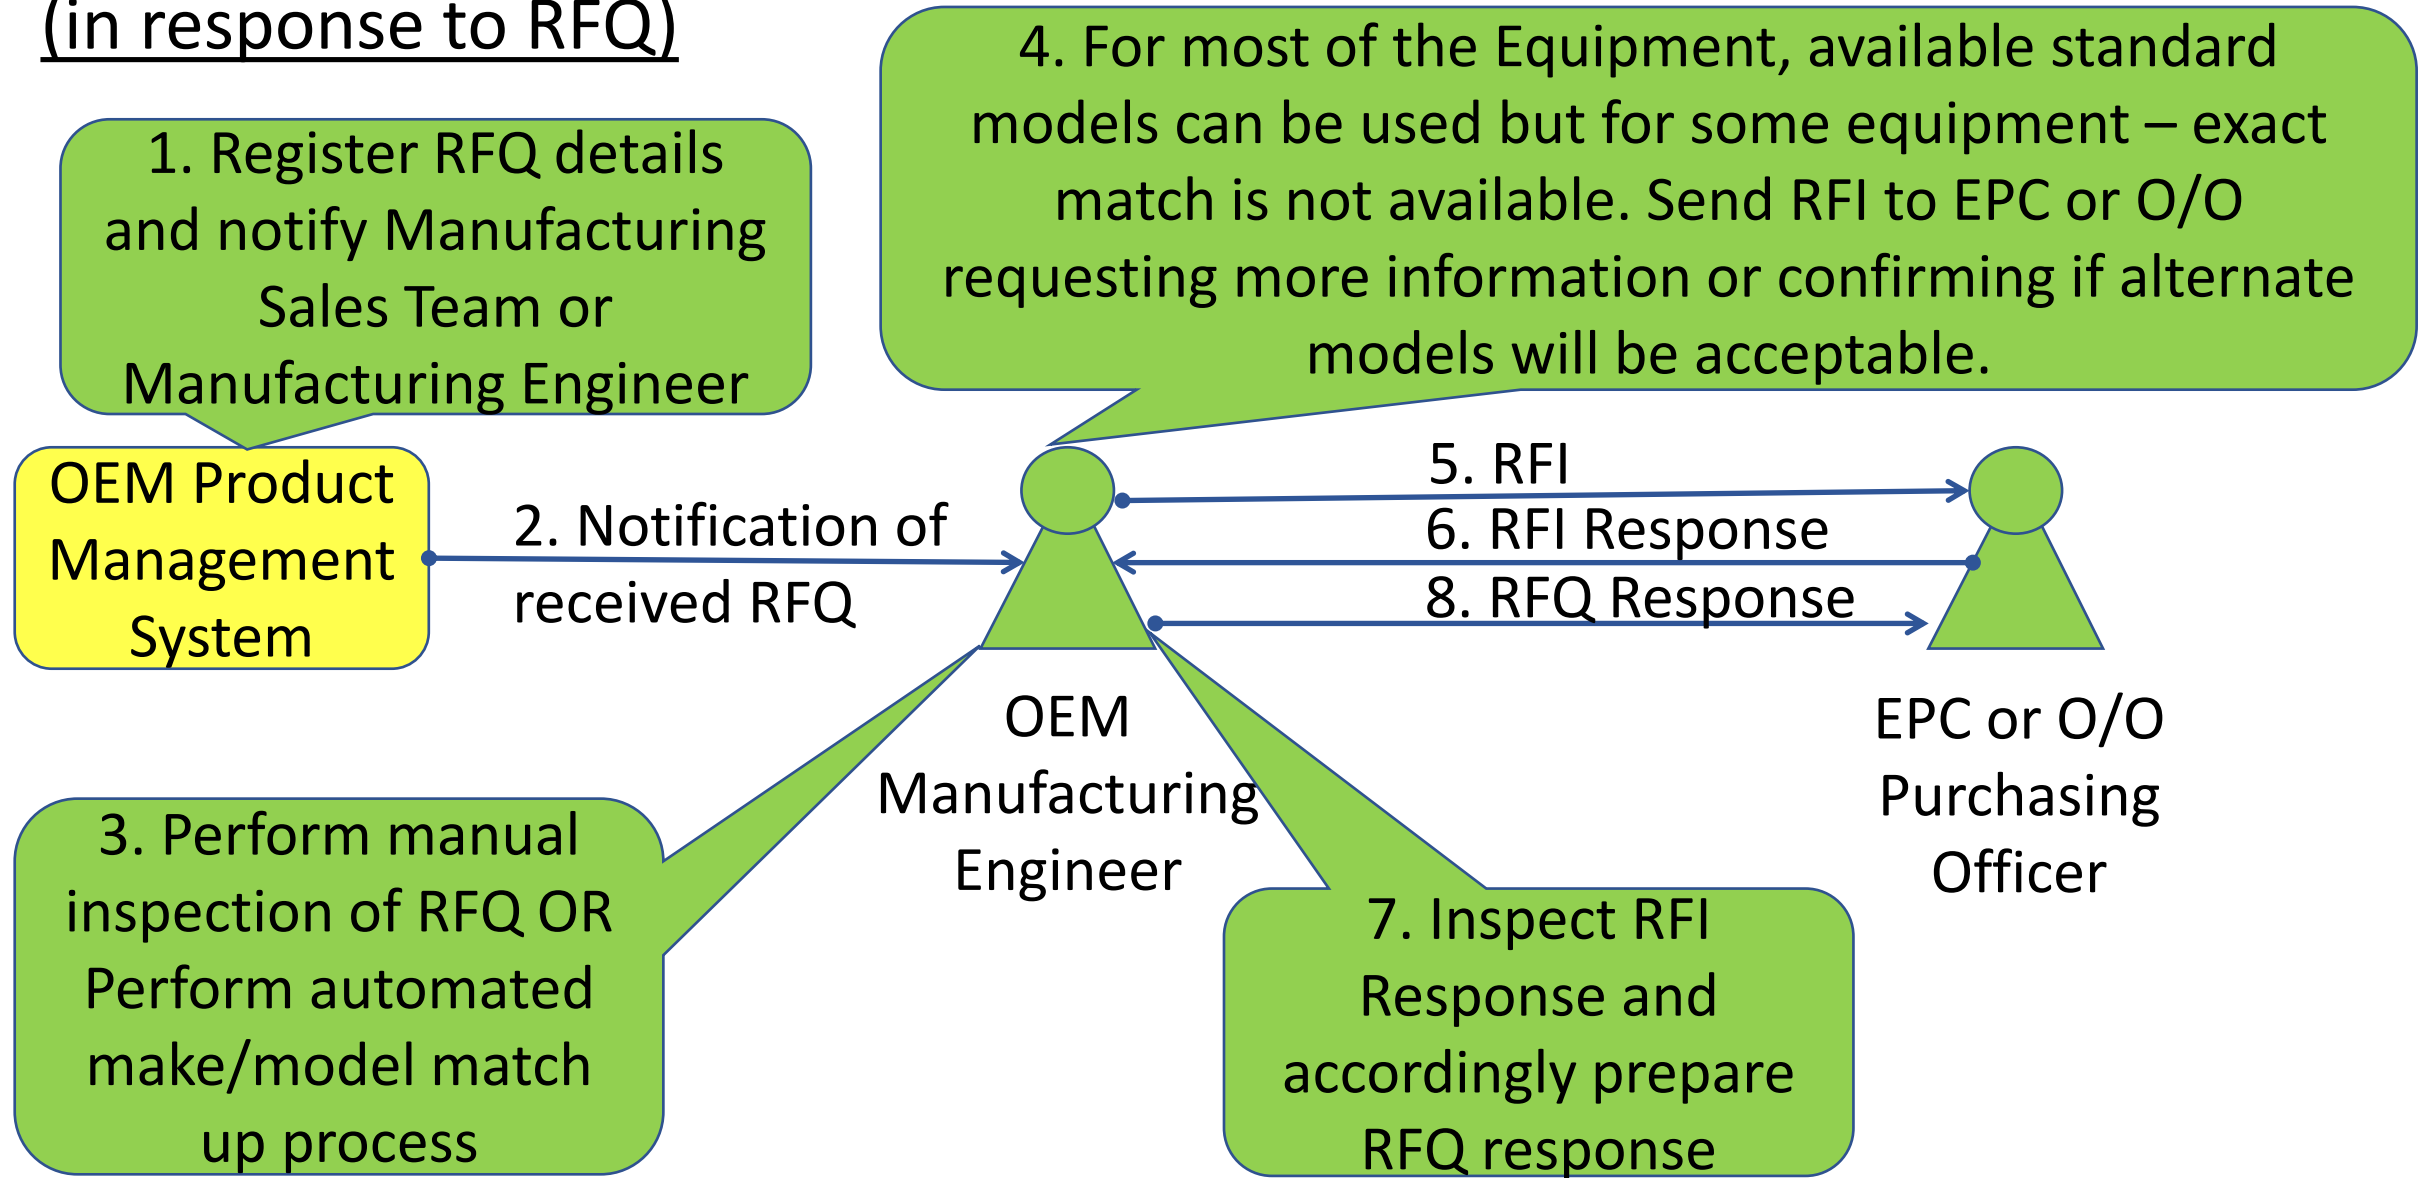 (in response to RFQ)
1. Register RFQ details
and notify Manufacturing
Sales Team or
Manufacturing Engineer
4. For most of the Equipment, available standard
models can be used but for some equipment – exact
match is not available. Send RFI to EPC or O/O
requesting more information or confirming if alternate
models will be acceptable.
OEM Product
Management
System
2. Notification of
received RFQ
5. RFI
6. RFI Response
8. RFQ Response
OEM
Manufacturing
Engineer
EPC or O/O
Purchasing
Officer
3. Perform manual
inspection of RFQ OR
Perform automated
make/model match
up process
7. Inspect RFI
Response and
accordingly prepare
RFQ response